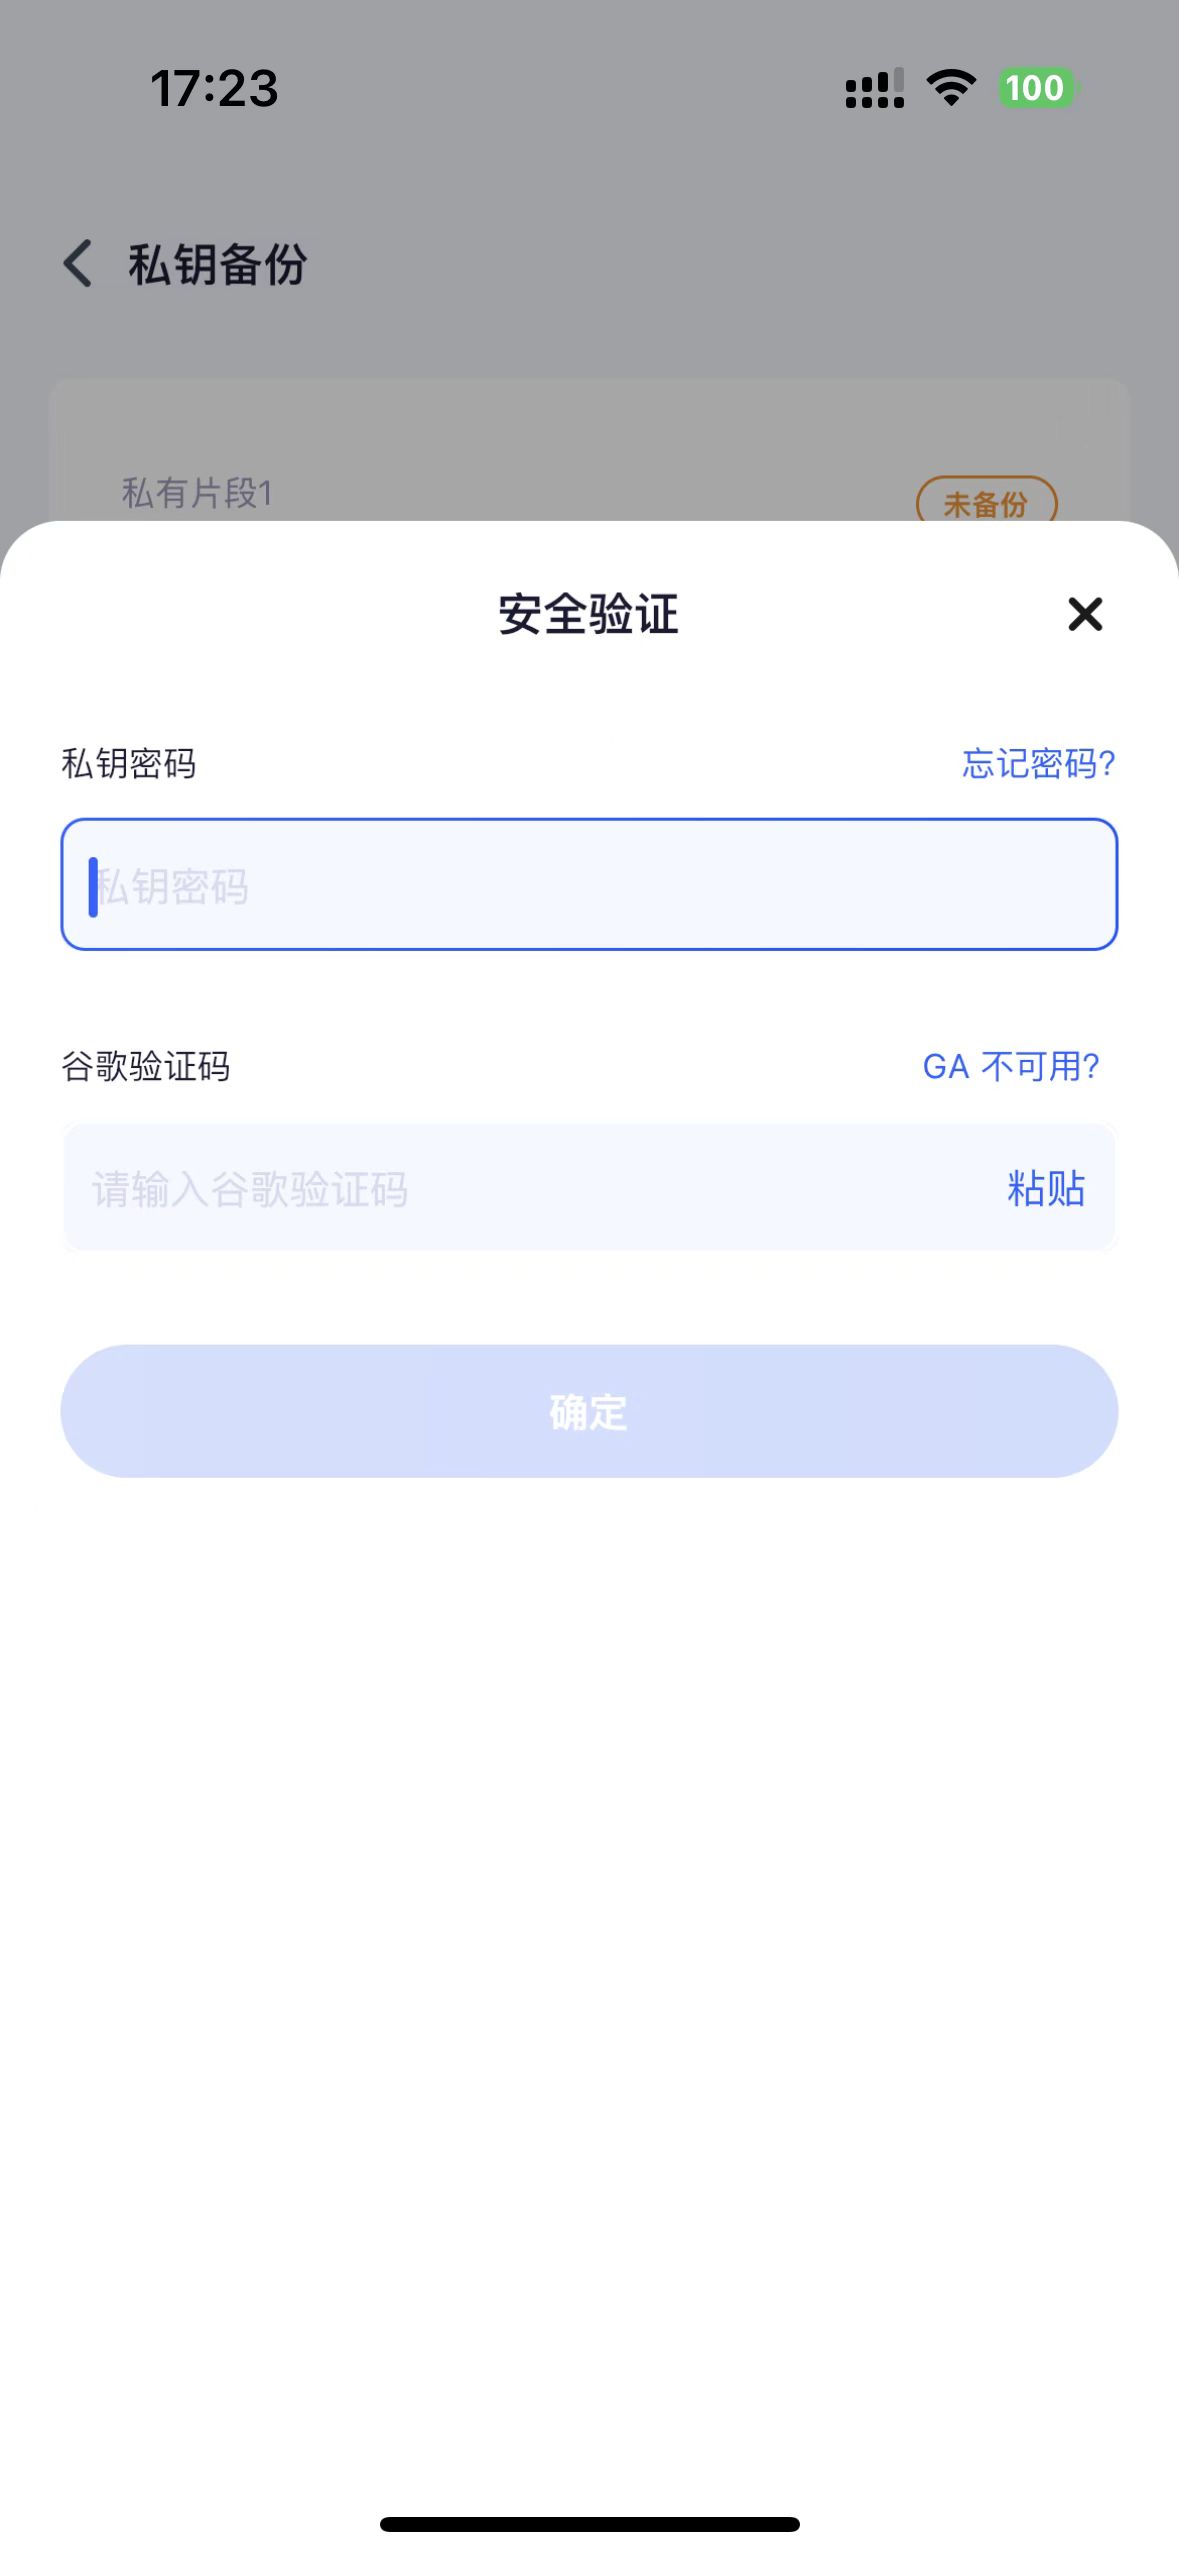 17:23
100
私钥备份
私有片段1
未备份
安全验证
私钥密码
忘记密码?
私钥密码
谷歌验证码
GA 不可用?
请输入谷歌验证码
粘贴
确定